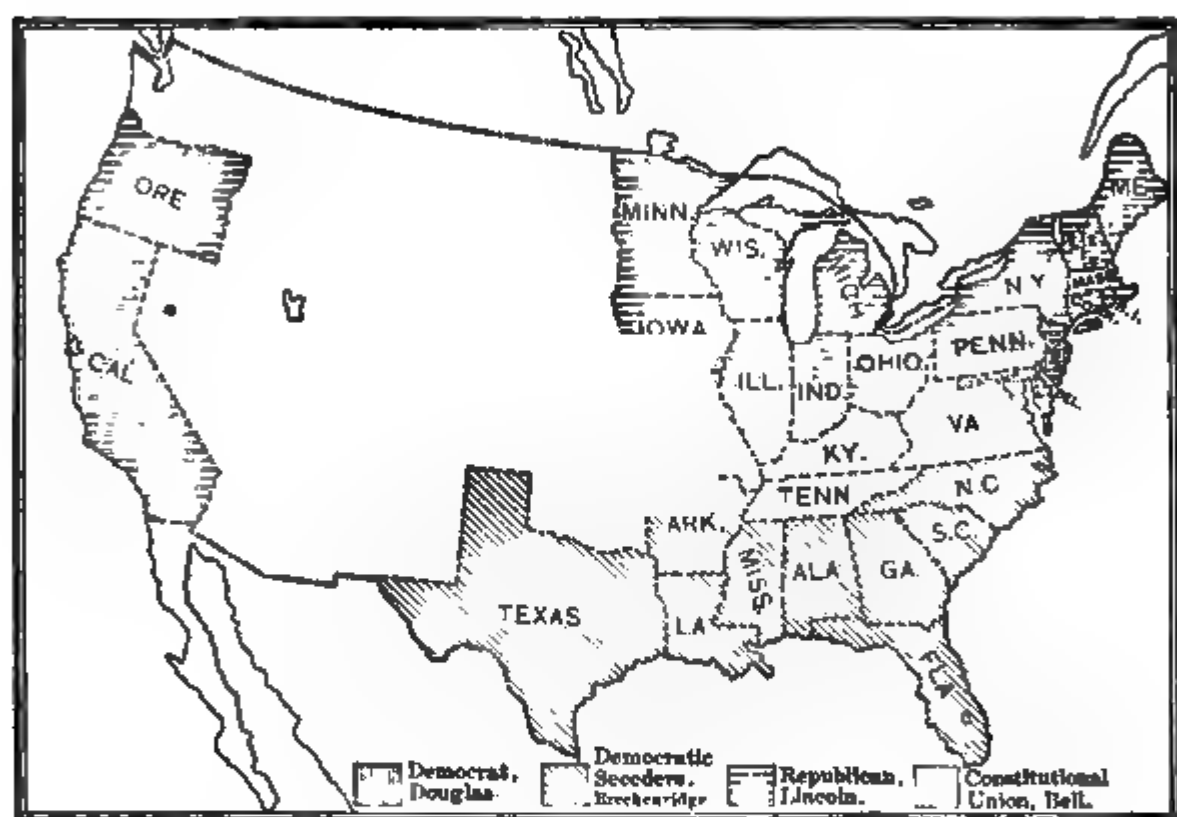 ORE
CAL
MINN.
IOWA
WIS.
ILL.
IND.
OHIO.
KY.
TENN
ARK.
LA
TEXAS
MISS
ALA
GA.
FLA
S.C.
N.C
VA
PENN.
N.Y
ME
MASS
Democrat,
Douglas
Democratic
Seceders,
Breckenridge
Republican,
Lincoln.
Constitutional
Union, Bell.